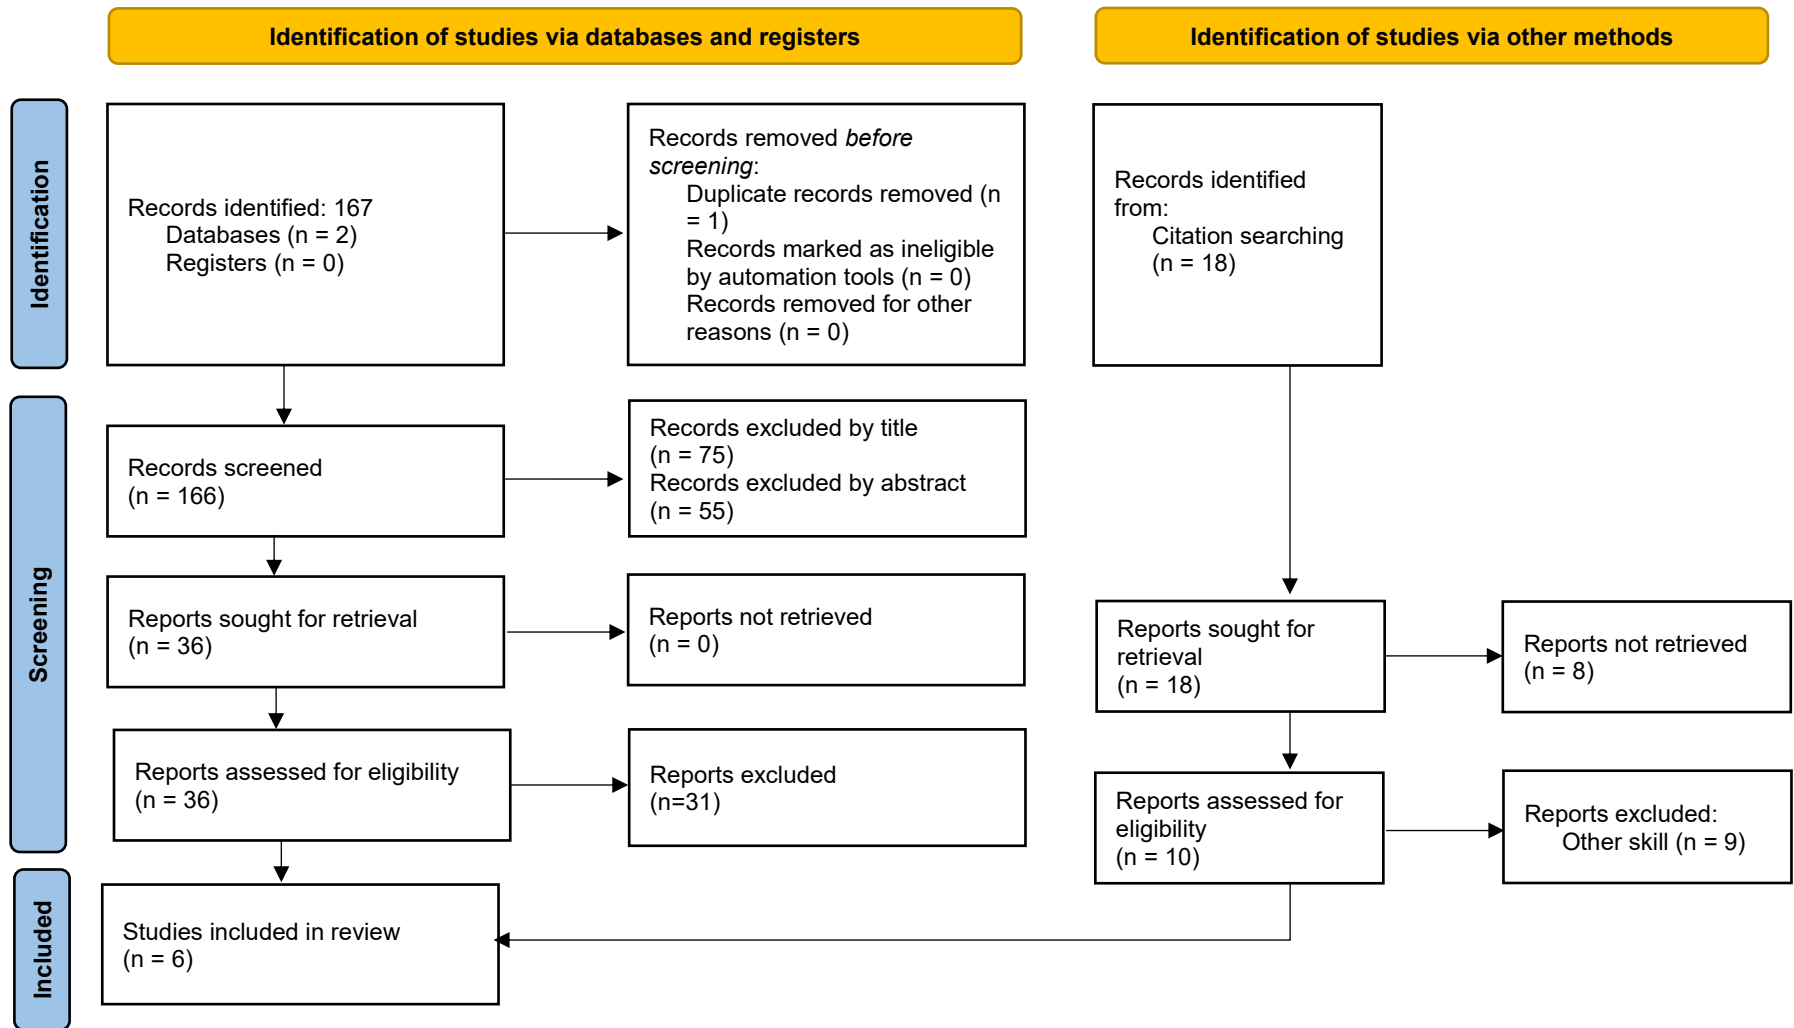 Identification of studies via databases and registers
Identification of studies via other methods
Identification
Records identified: 167
Databases (n = 2)
Registers (n = 0)
Records removed before
screening:
Duplicate records removed (n
= 1)
Records marked as ineligible
by automation tools (n = 0)
Records removed for other
reasons (n = 0)
Records identified
from:
Citation searching
(n = 18)
Screening
Records screened
(n = 166)
Records excluded by title
(n = 75)
Records excluded by abstract
(n = 55)
Reports sought for retrieval
(n = 36)
Reports not retrieved
(n = 0)
Reports sought for
retrieval
(n = 18)
Reports not retrieved
(n = 8)
Reports assessed for eligibility
(n = 36)
Reports excluded
(n=31)
Reports assessed for
eligibility
(n = 10)
Reports excluded:
Other skill (n = 9)
Included
Studies included in review
(n = 6)